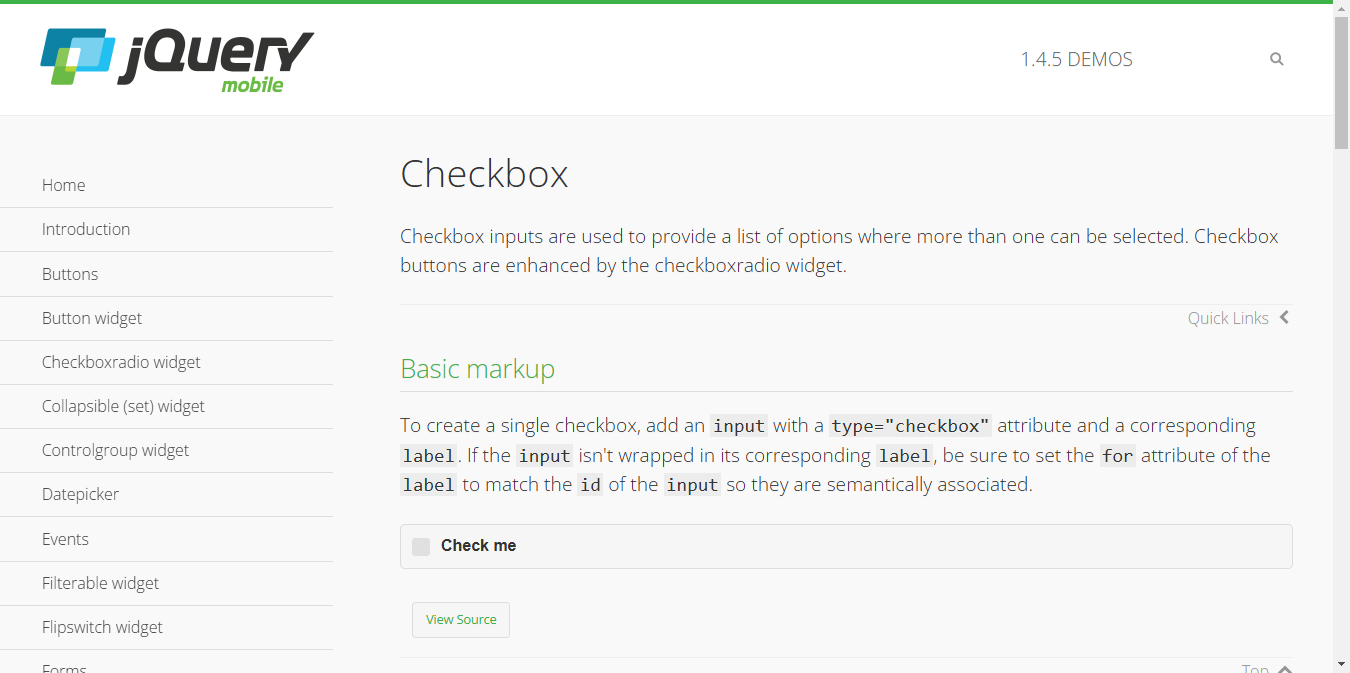 jQuery
mobile
1.4.5 DEMOS
Home
Introduction
Buttons
Button widget
Checkboxradio widget
Collapsible (set) widget
Controlgroup widget
Datepicker
Events
Filterable widget
Flipswitch widget
Forms
Checkbox
Checkbox inputs are used to provide a list of options where more than one can be selected. Checkbox
buttons are enhanced by the checkboxradio widget.
Quick Links
Basic markup
To create a single checkbox, add an input with a type="checkbox" attribute and a corresponding
label. If the input isn't wrapped in its corresponding label, be sure to set the for attribute of the
label to match the id of the input so they are semantically associated.
Check me
View Source
Top